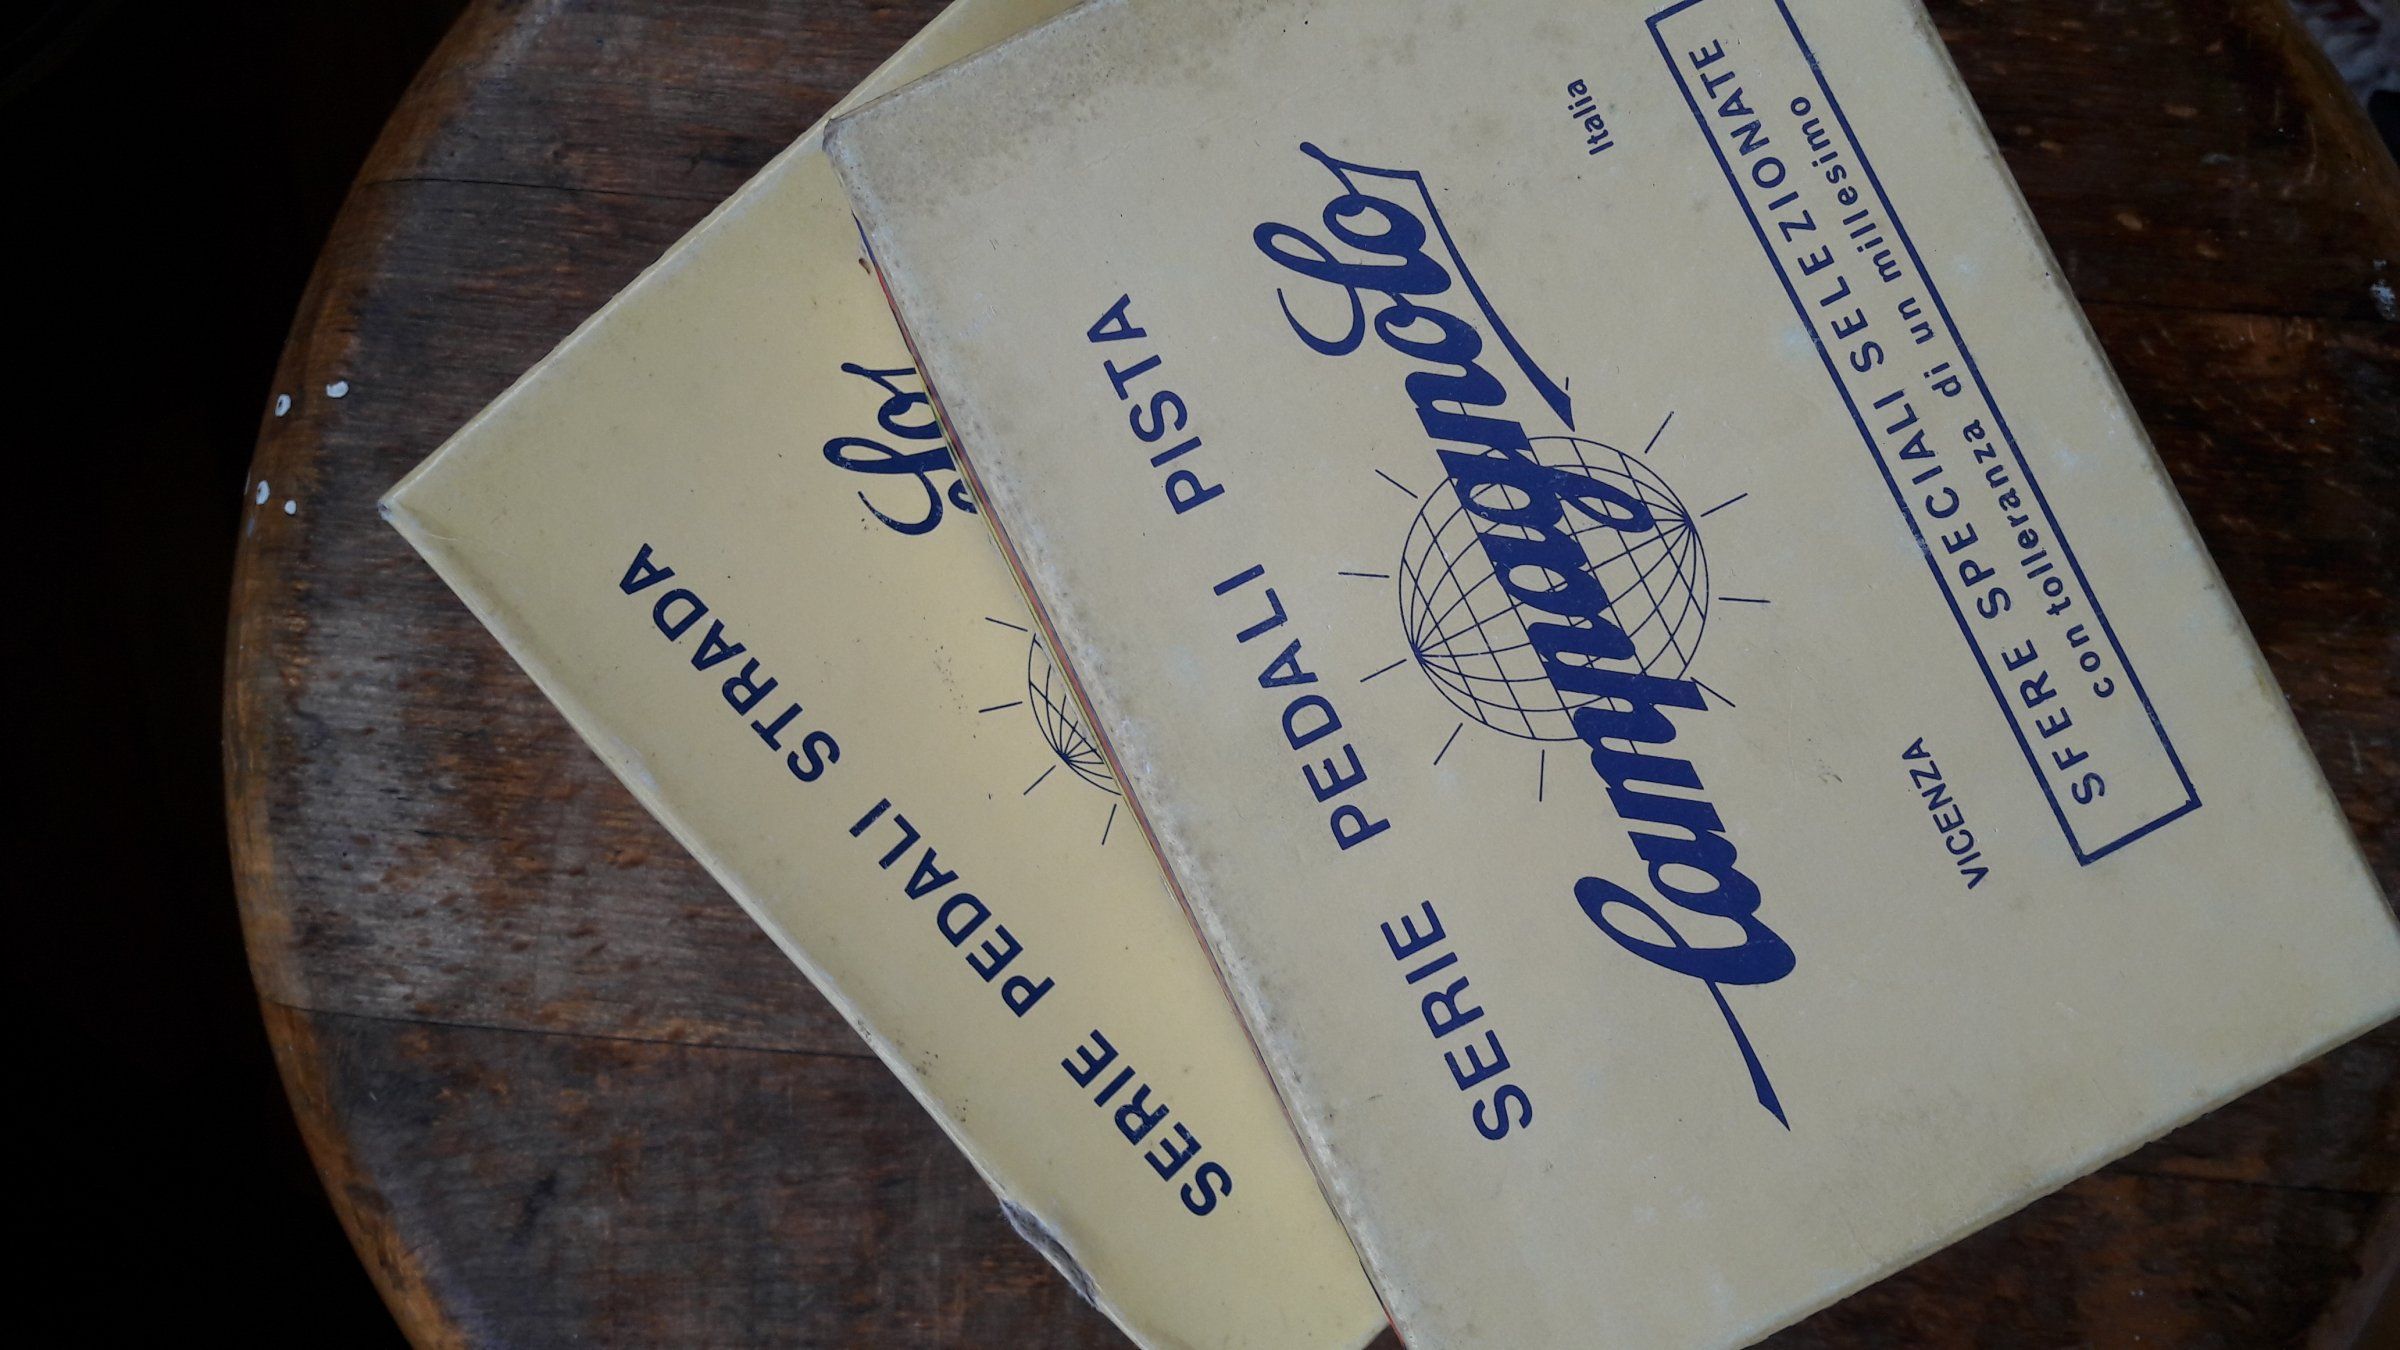 SERIE PEDALI PISTA
Campagnolo
VICENZA Italia
SFERE SPECIALI SELEZIONATE
con tolleranza di un millesimo
SERIE PEDALI STRADA